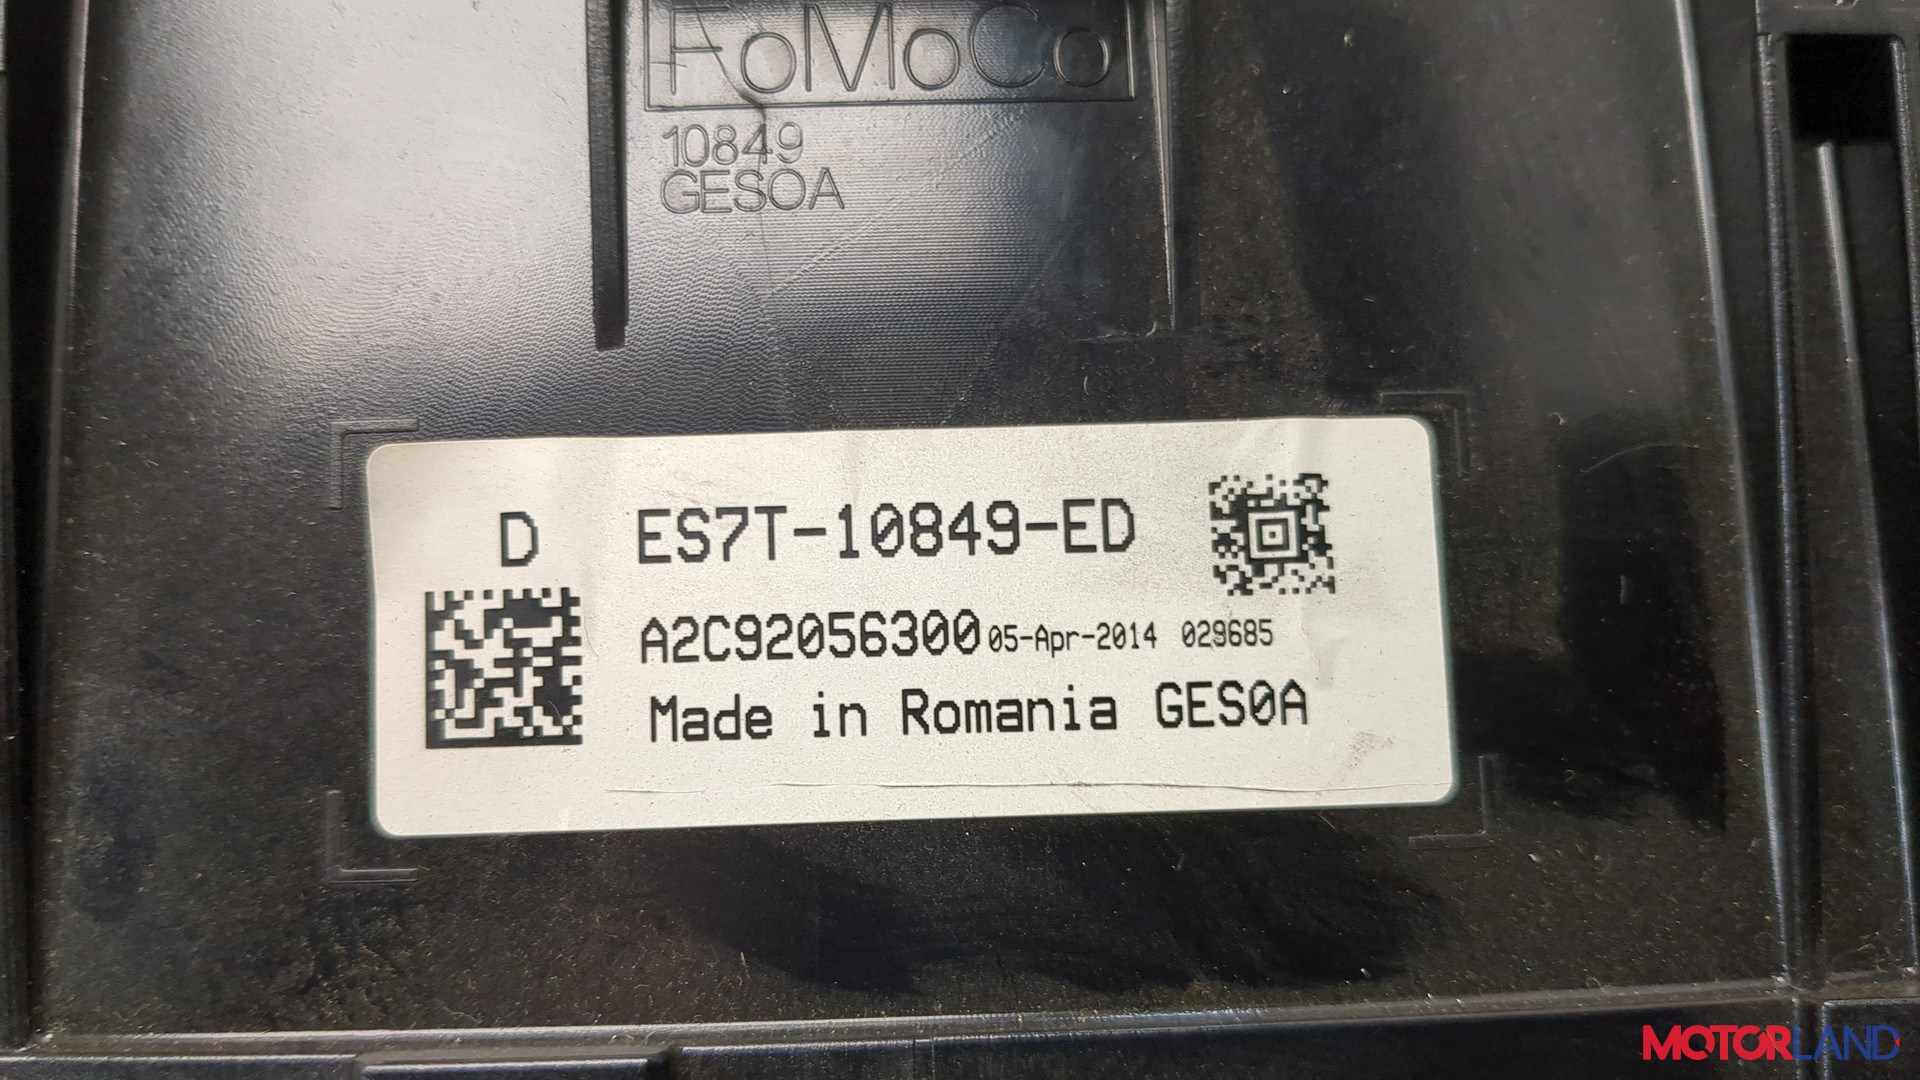 FoMoCo
10849
GESOA
D ES7T-10849-ED
A2C92056300 05-Apr-2014 029685
Made in Romania GES0A
MOTORLAND